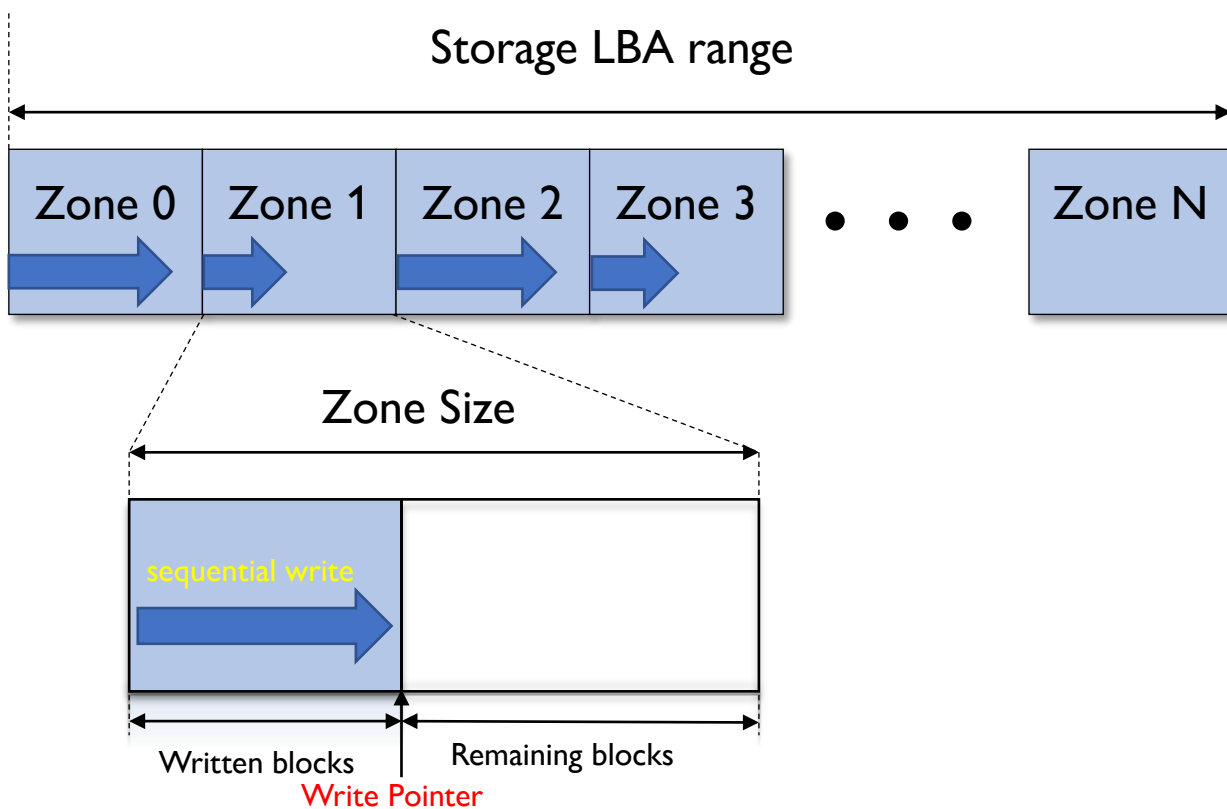 Storage LBA range
Zone 0
Zone 1
Zone 2
Zone 3
Zone N
Zone Size
sequential write
Written blocks
Remaining blocks
Write Pointer